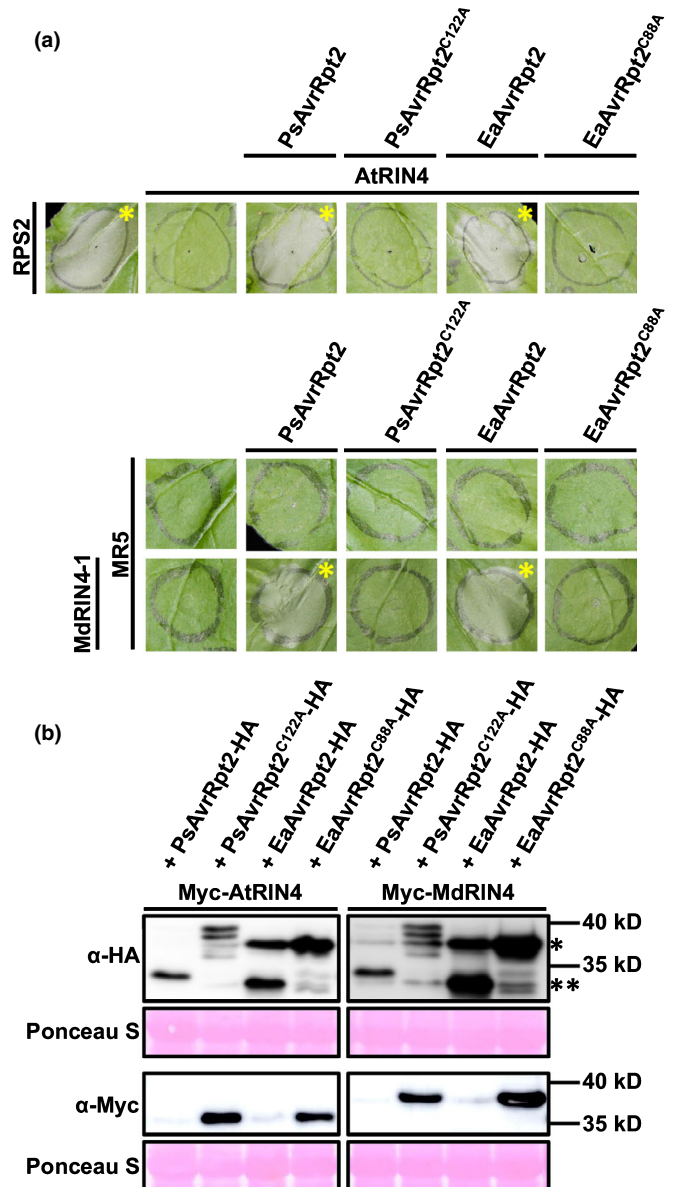 (a)
PsAvrRpt2
PsAvrRpt2C122A
EaAvrRpt2
EaAvrRpt2C88A
AtRIN4
RPS2
*
*
*
PsAvrRpt2
PsAvrRpt2C122A
EaAvrRpt2
EaAvrRpt2C88A
MR5
MdRIN4-1
*
*
(b)
+ PsAvrRpt2-HA
+ PsAvrRpt2C122A-HA
+ EaAvrRpt2-HA
+ EaAvrRpt2C88A-HA
+ PsAvrRpt2-HA
+ PsAvrRpt2C122A-HA
+ EaAvrRpt2-HA
+ EaAvrRpt2C88A-HA
Myc-AtRIN4
Myc-MdRIN4
α-HA
40 kD
*
35 kD
**
Ponceau S
α-Myc
40 kD
35 kD
Ponceau S